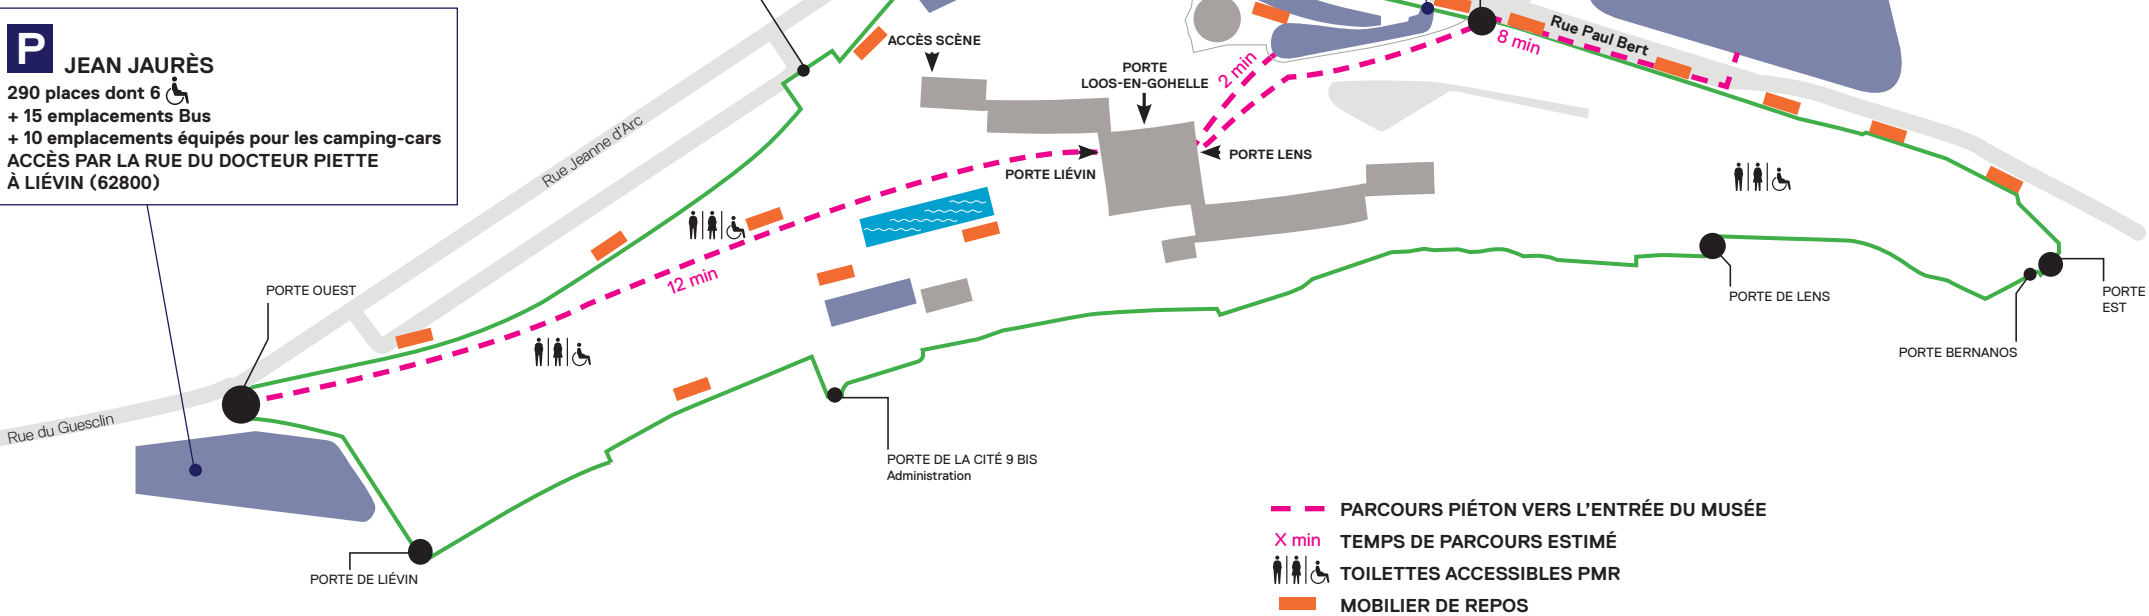 P
JEAN JAURÈS
290 places dont 6
+ 15 emplacements Bus
+ 10 emplacements équipés pour les camping-cars
ACCÈS PAR LA RUE DU DOCTEUR PIETTE
À LIÉVIN (62800)
Rue Jeanne d'Arc
ACCÈS SCÈNE
PORTE
LOOS-EN-GOHELLE
2 min
8 min
Rue Paul Bert
PORTE LIÉVIN
PORTE LENS
12 min
PORTE OUEST
Rue du Guesclin
PORTE DE LENS
PORTE
EST
PORTE BERNANOS
PORTE DE LA CITÉ 9 BIS
Administration
PORTE DE LIÉVIN
PARCOURS PIÉTON VERS L'ENTRÉE DU MUSÉE
X min TEMPS DE PARCOURS ESTIMÉ
TOILETTES ACCESSIBLES PMR
MOBILIER DE REPOS